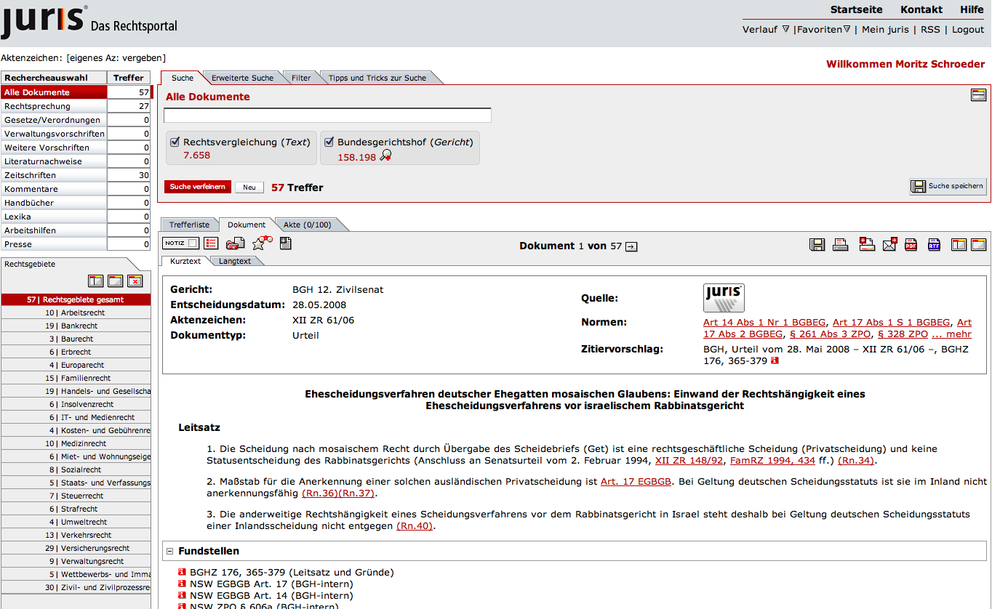 juris® Das Rechtsportal
Startseite Kontakt Hilfe
Verlauf | Favoriten | Mein juris | RSS | Logout
Aktenzeichen: [eigenes Az: vergeben]
Willkommen Moritz Schroeder
Rechercheauswahl Treffer
Alle Dokumente 57
Rechtsprechung 27
Gesetze/Verordnungen 0
Verwaltungsvorschriften 0
Weitere Vorschriften 0
Literaturnachweise 0
Zeitschriften 30
Kommentare 0
Handbücher 0
Lexika 0
Arbeitshilfen 0
Presse 0
Rechtsgebiete
57| Rechtsgebiete gesamt
10| Arbeitsrecht
19| Bankrecht
3| Baurecht
6| Erbrecht
4| Europarecht
15| Familienrecht
19| Handels- und Gesellscha
6| Insolvenzrecht
6| IT- und Medienrecht
4| Kosten- und Gebührenre
10| Medizinrecht
6| Miet- und Wohnungseige
8| Sozialrecht
5| Staats- und Verfassungs
7| Steuerrecht
6| Strafrecht
4| Umweltrecht
13| Verkehrsrecht
29| Versicherungsrecht
9| Verwaltungsrecht
5| Wettbewerbs- und Imma
30| Zivil- und Zivilprozessre
Suche Erweiterte Suche Filter Tipps und Tricks zur Suche
Alle Dokumente
Rechtsvergleichung (Text)
7.658
Bundesgerichtshof (Gericht)
158.198
Suche verfeinern Neu 57 Treffer
Suche speichern
Trefferliste Dokument Akte (0/100)
NOTIZ
Dokument 1 von 57
PDF RTF
Kurztext Langtext
Gericht: BGH 12. Zivilsenat
Entscheidungsdatum: 28.05.2008
Aktenzeichen: XII ZR 61/06
Dokumenttyp: Urteil
Quelle: juris
Normen: Art 14 Abs 1 Nr 1 BGBEG, Art 17 Abs 1 S 1 BGBEG, Art
17 Abs 2 BGBEG, § 261 Abs 3 ZPO, § 328 ZPO ... mehr
Zitiervorschlag: BGH, Urteil vom 28. Mai 2008 – XII ZR 61/06 –, BGHZ
176, 365-379
Ehescheidungsverfahren deutscher Ehegatten mosaischen Glaubens: Einwand der Rechtshängigkeit eines
Ehescheidungsverfahrens vor israelischem Rabbinatsgericht
Leitsatz
1. Die Scheidung nach mosaischem Recht durch Übergabe des Scheidebriefs (Get) ist eine rechtsgeschäftliche Scheidung (Privatscheidung) und keine
Statusentscheidung des Rabbinatsgerichts (Anschluss an Senatsurteil vom 2. Februar 1994, XII ZR 148/92, FamRZ 1994, 434 ff.) (Rn.34).
2. Maßstab für die Anerkennung einer solchen ausländischen Privatscheidung ist Art. 17 EGBGB. Bei Geltung deutschen Scheidungsstatuts ist sie im Inland nicht
anerkennungsfähig (Rn.36)(Rn.37).
3. Die anderweitige Rechtshängigkeit eines Scheidungsverfahrens vor dem Rabbinatsgericht in Israel steht deshalb bei Geltung deutschen Scheidungsstatuts
einer Inlandsscheidung nicht entgegen (Rn.40).
Fundstellen
BGHZ 176, 365-379 (Leitsatz und Gründe)
NSW EGBGB Art. 17 (BGH-intern)
NSW EGBGB Art. 14 (BGH-intern)
NSW ZPO § 606a (BGH-intern)